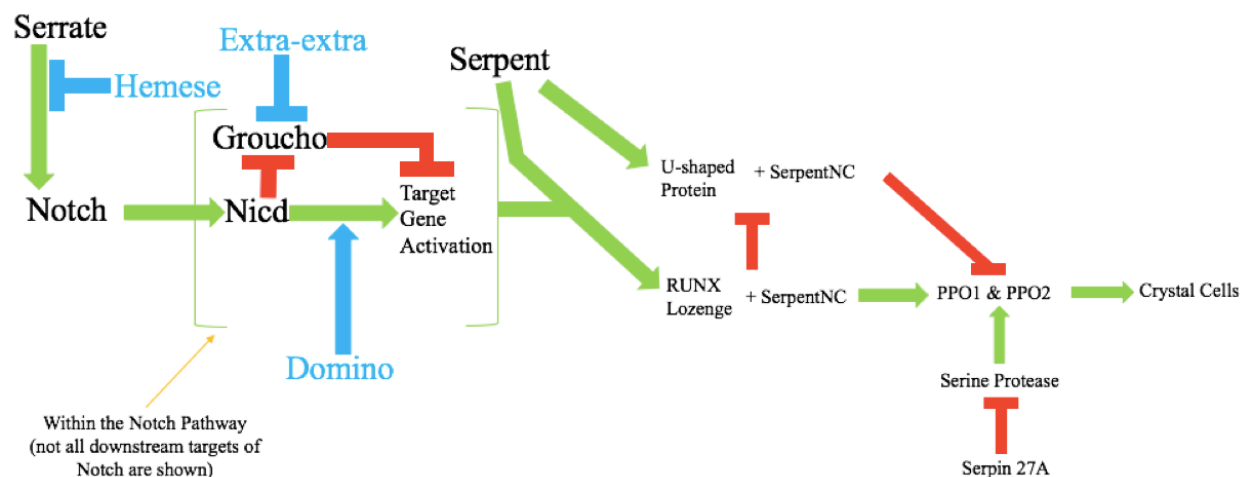 Serrate
Extra-extra
Serpent
Hemese
Groucho
U-shaped
Protein
+ SerpentNC
Notch
Nicd
Target
Gene
Activation
RUNX
Lozenge
+ SerpentNC
PPO1 & PPO2
Crystal Cells
Domino
Serine Protease
Within the Notch Pathway
(not all downstream targets of
Notch are shown)
Serpin 27A